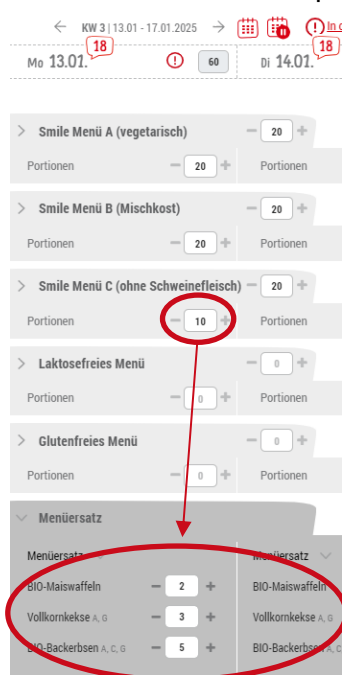 ← KW 3 | 13.01 - 17.01.2025 →
Mo 13.01. 18 60 Di 14.01. 18
> Smile Menü A (vegetarisch) − 20 +
Portionen − 20 + Portionen
> Smile Menü B (Mischkost) − 20 +
Portionen − 20 + Portionen
> Smile Menü C (ohne Schweinefleisch) − 20 +
Portionen − 10 + Portionen
> Laktosefreies Menü − 0 +
Portionen − 0 + Portionen
> Glutenfreies Menü − 0 +
Portionen − 0 + Portionen
Menüersatz
Menüersatz Menüersatz
BIO-Maiswaffeln − 2 + BIO-Maiswaffeln
Vollkornkekse A, G − 3 + Vollkornkekse A, G
BIO-Backerbsen A, C, G − 5 + BIO-Backerbsen A, C